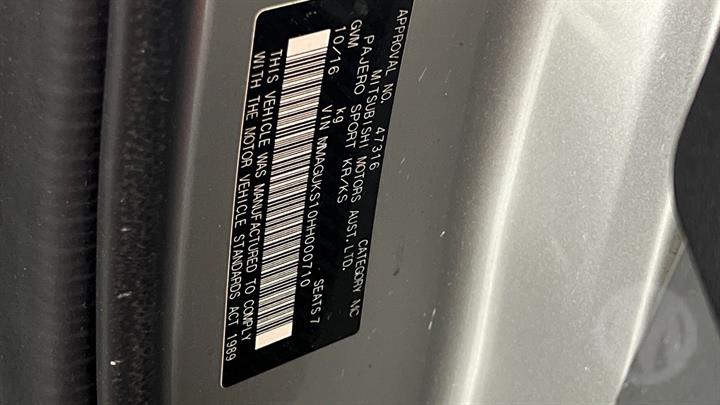 APPROVAL NO. 47316 CATEGORY MC
MITSUBISHI MOTORS AUST. LTD.
PAJERO SPORT KR/KS
GVM kg SEATS 7
10/16 VIN MMAGUKS10HH000710
THIS VEHICLE WAS MANUFACTURED TO COMPLY
WITH THE MOTOR VEHICLE STANDARDS ACT 1989